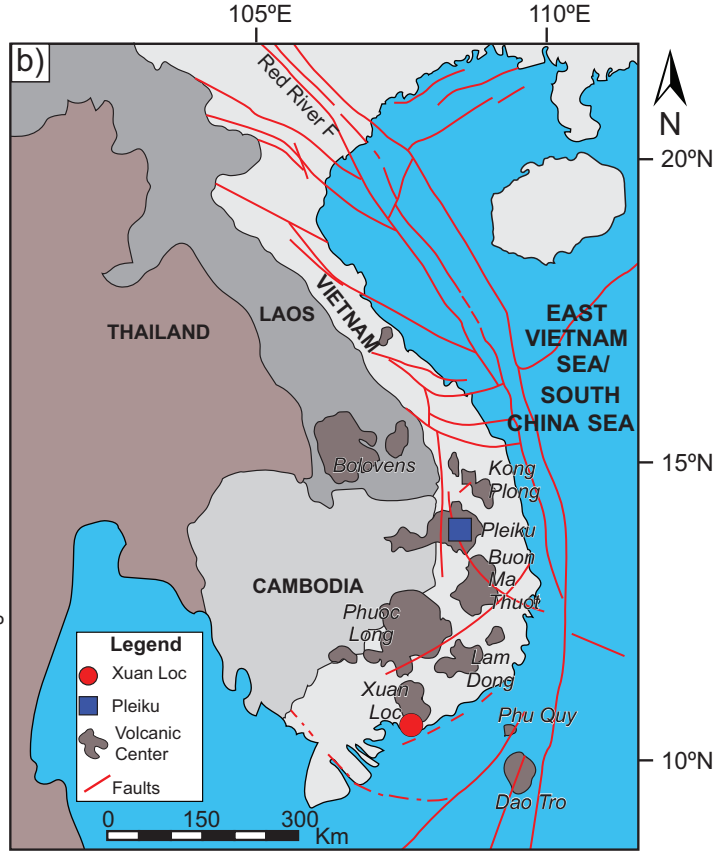 105ºE
110ºE
b)
Red River F
N
20ºN
VIETNAM
LAOS
THAILAND
EAST
VIETNAM
SEA/
SOUTH
CHINA SEA
Bolovens
15ºN
Kong
Plong
Pleiku
Buon
Ma
Thuot
CAMBODIA
Phuoc
Long
Lam
Dong
Xuan
Loc
Phu Quy
10ºN
Dao Tro
Legend
Xuan Loc
Pleiku
Volcanic
Center
Faults
0 150 300
Km